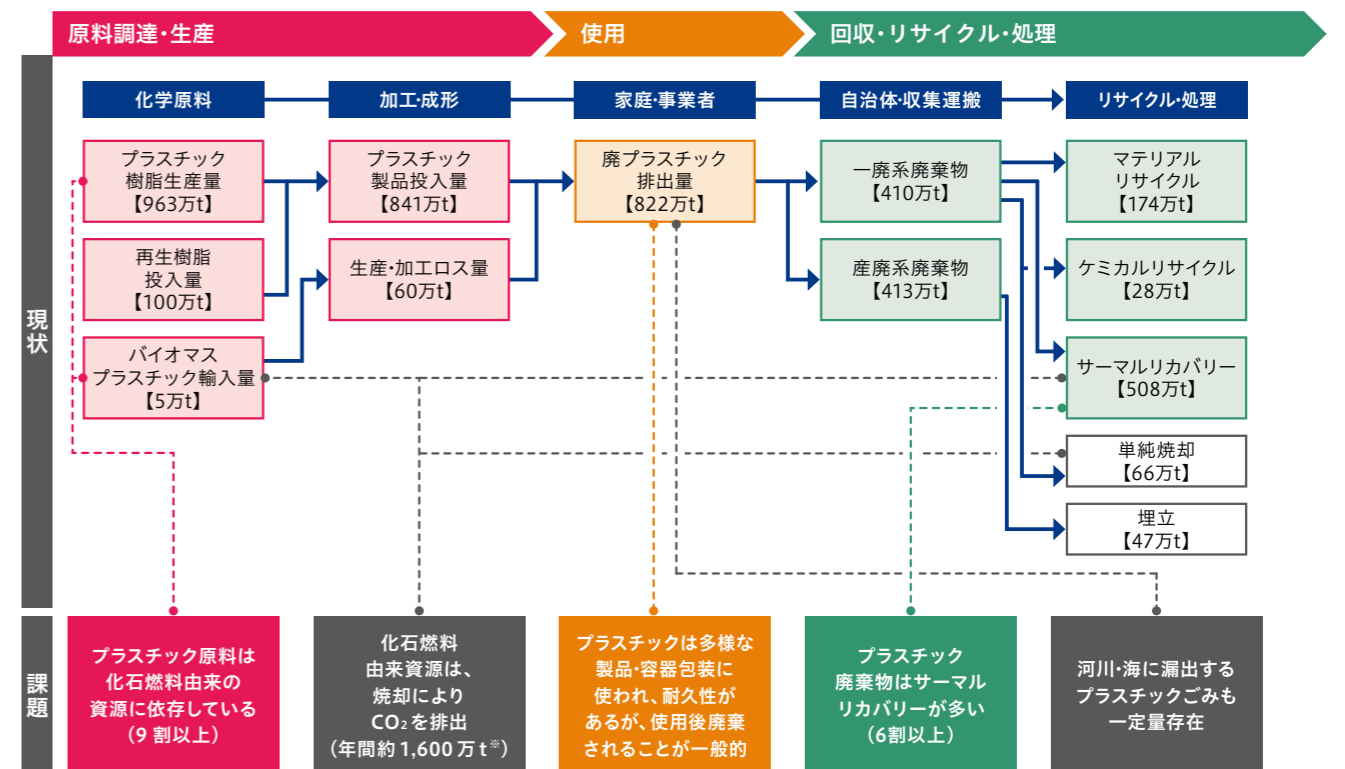 原料調達・生産
使用
回収・リサイクル・処理
現状
化学原料
加工・成形
家庭・事業者
自治体・収集運搬
リサイクル・処理
プラスチック
樹脂生産量
【963万t】
再生樹脂
投入量
【100万t】
バイオマス
プラスチック輸入量
【5万t】
プラスチック
製品投入量
【841万t】
生産・加工ロス量
【60万t】
廃プラスチック
排出量
【822万t】
一廃系廃棄物
【410万t】
産廃系廃棄物
【413万t】
マテリアル
リサイクル
【174万t】
ケミカルリサイクル
【28万t】
サーマルリカバリー
【508万t】
単純焼却
【66万t】
埋立
【47万t】
課題
プラスチック原料は
化石燃料由来の
資源に依存している
（9 割以上）
化石燃料
由来資源は、
焼却により
CO₂を排出
（年間約1,600万t※）
プラスチックは多様な
製品・容器包装に
使われ、耐久性が
あるが、使用後廃棄
されることが一般的
プラスチック
廃棄物はサーマル
リカバリーが多い
（6割以上）
河川・海に漏出する
プラスチックごみも
一定量存在